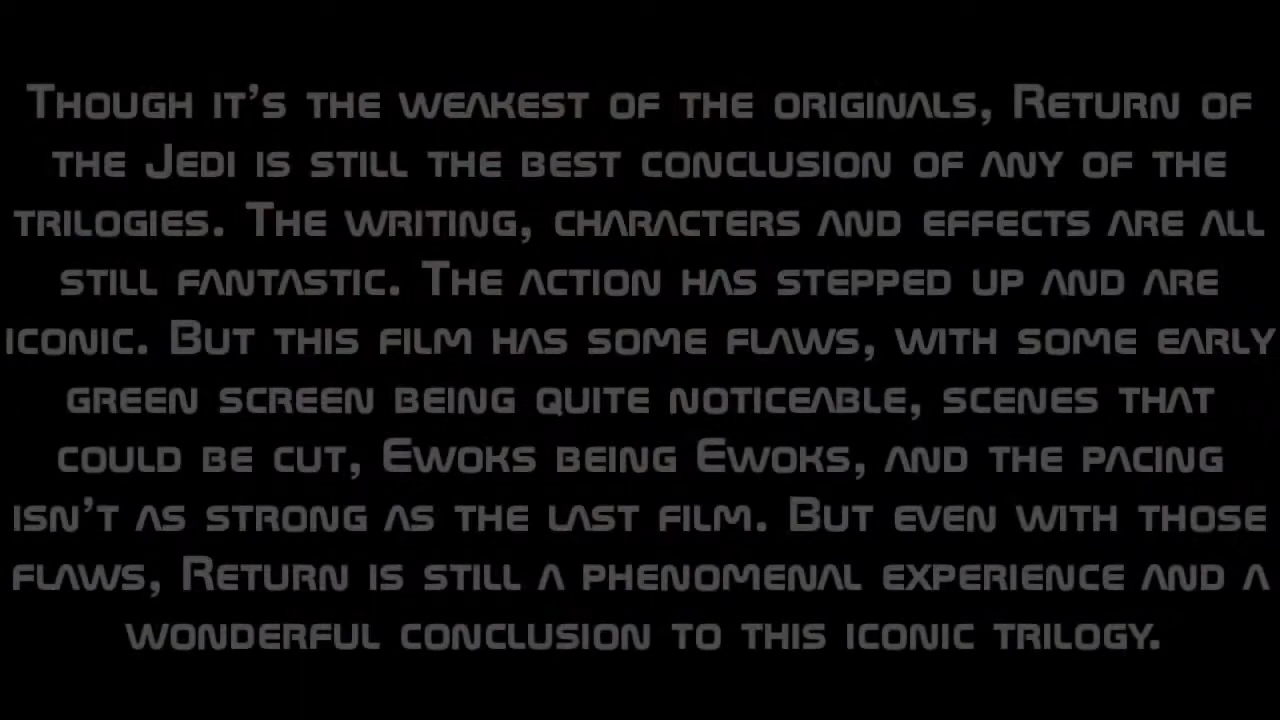 Though it's the weakest of the originals, Return of
the Jedi is still the best conclusion of any of the
trilogies. The writing, characters and effects are all
still fantastic. The action has stepped up and are
iconic. But this film has some flaws, with some early
green screen being quite noticeable, scenes that
could be cut, Ewoks being Ewoks, and the pacing
isn't as strong as the last film. But even with those
flaws, Return is still a phenomenal experience and a
wonderful conclusion to this iconic trilogy.